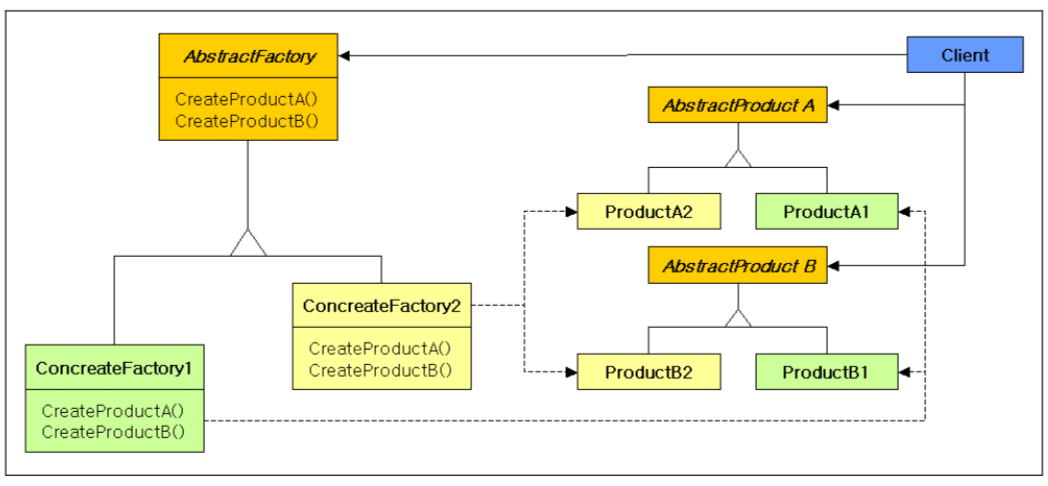 AbstractFactory
CreateProductA()
CreateProductB()
Client
AbstractProduct A
ProductA2
ProductA1
AbstractProduct B
ProductB2
ProductB1
ConcreateFactory2
CreateProductA()
CreateProductB()
ConcreateFactory1
CreateProductA()
CreateProductB()